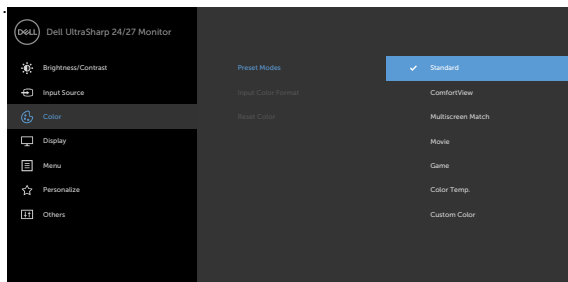 DELL
Dell UltraSharp 24/27 Monitor
Brightness/Contrast
Input Source
Color
Display
Menu
Personalize
Others
Preset Modes
Input Color Format
Reset Color
Standard
ComfortView
Multiscreen Match
Movie
Game
Color Temp.
Custom Color